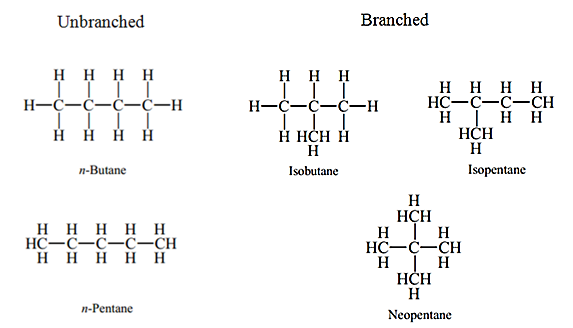 Unbranched
Branched
H H H H
H—C—C—C—C—H
H H H H
n-Butane
H H H
H—C—C—C—H
H HCH H
H
Isobutane
H H H H
HC—C—C—CH
H H H
HCH
H
Isopentane
H H H H H
HC—C—C—C—CH
H H H H H
n-Pentane
H
HCH
H H
HC—C—CH
H H
HCH
H
Neopentane